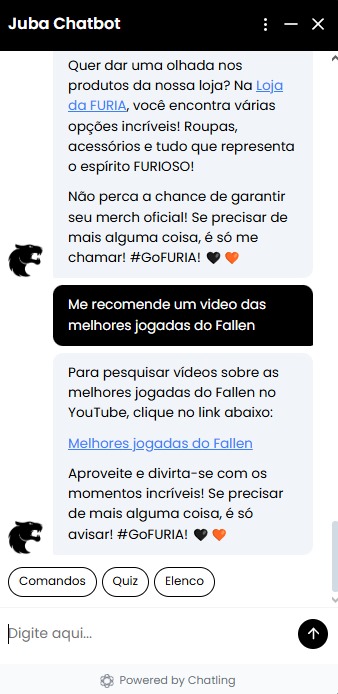 Juba Chatbot
Quer dar uma olhada nos
produtos da nossa loja? Na Loja
da FURIA, você encontra várias
opções incríveis! Roupas,
acessórios e tudo que representa
o espírito FURIOSO!
Não perca a chance de garantir
seu merch oficial! Se precisar de
mais alguma coisa, é só me
chamar! #GoFURIA! 🖤 🧡
Me recomende um video das
melhores jogadas do Fallen
Para pesquisar vídeos sobre as
melhores jogadas do Fallen no
YouTube, clique no link abaixo:
Melhores jogadas do Fallen
Aproveite e divirta-se com os
momentos incríveis! Se precisar
de mais alguma coisa, é só
avisar! #GoFURIA! 🖤 🧡
Comandos Quiz Elenco
Digite aqui...
Powered by Chatling